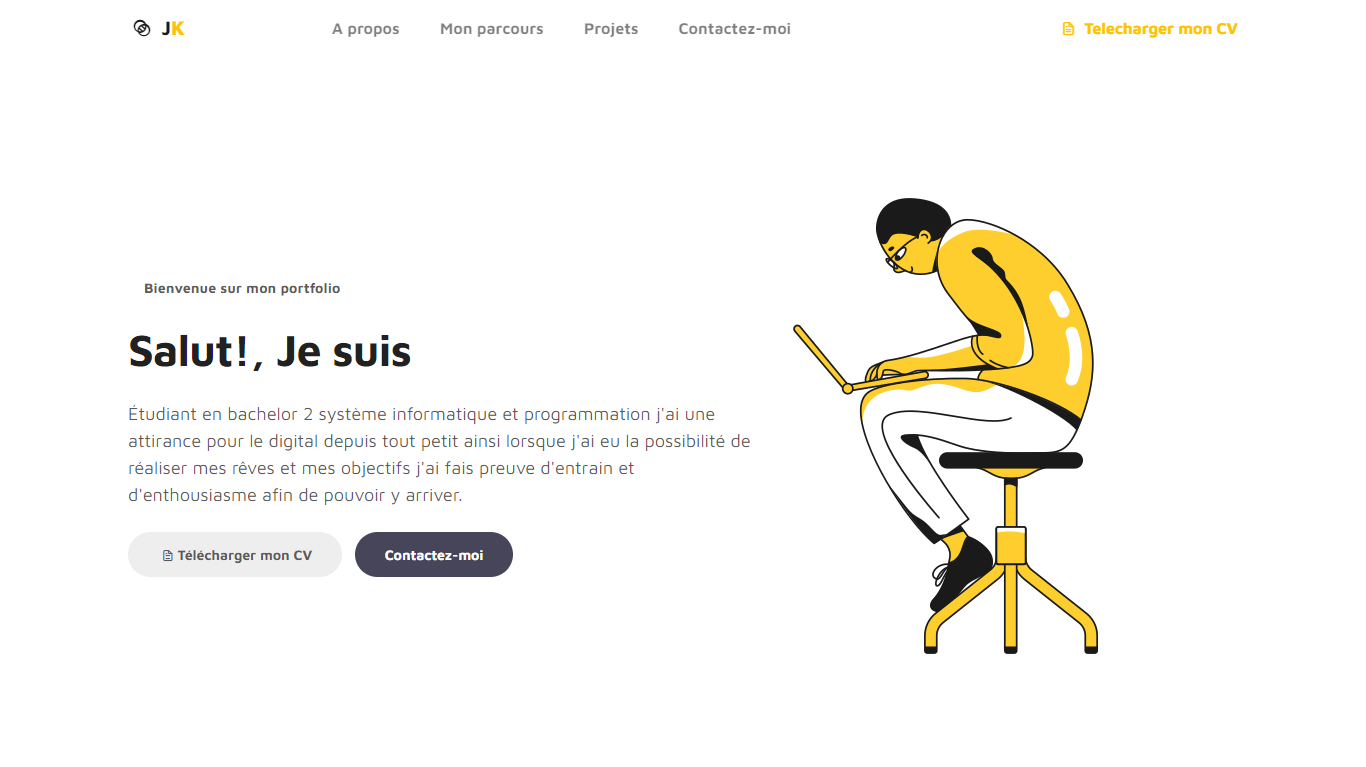 JK
A propos
Mon parcours
Projets
Contactez-moi
Telecharger mon CV
Bienvenue sur mon portfolio
Salut!, Je suis
Étudiant en bachelor 2 système informatique et programmation j'ai une
attirance pour le digital depuis tout petit ainsi lorsque j'ai eu la possibilité de
réaliser mes rêves et mes objectifs j'ai fais preuve d'entrain et
d'enthousiasme afin de pouvoir y arriver.
Télécharger mon CV
Contactez-moi